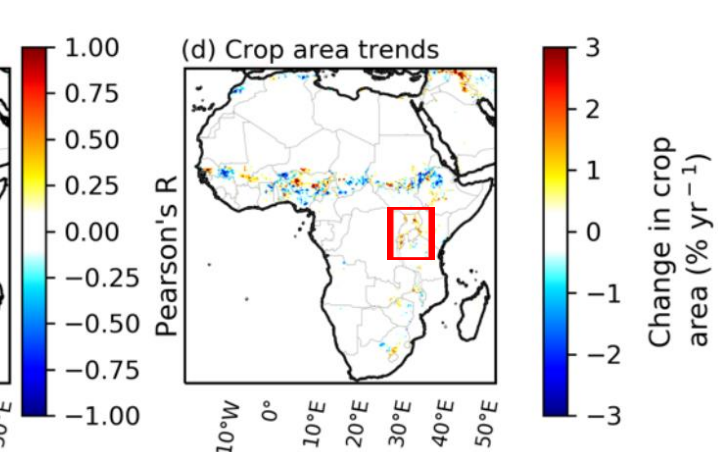 (d) Crop area trends
1.00
0.75
0.50
0.25
0.00
−0.25
−0.50
−0.75
−1.00
Pearson's R
10°W
0°
10°E
20°E
30°E
40°E
50°E
3
2
1
0
−1
−2
−3
Change in crop
area (% yr⁻¹)